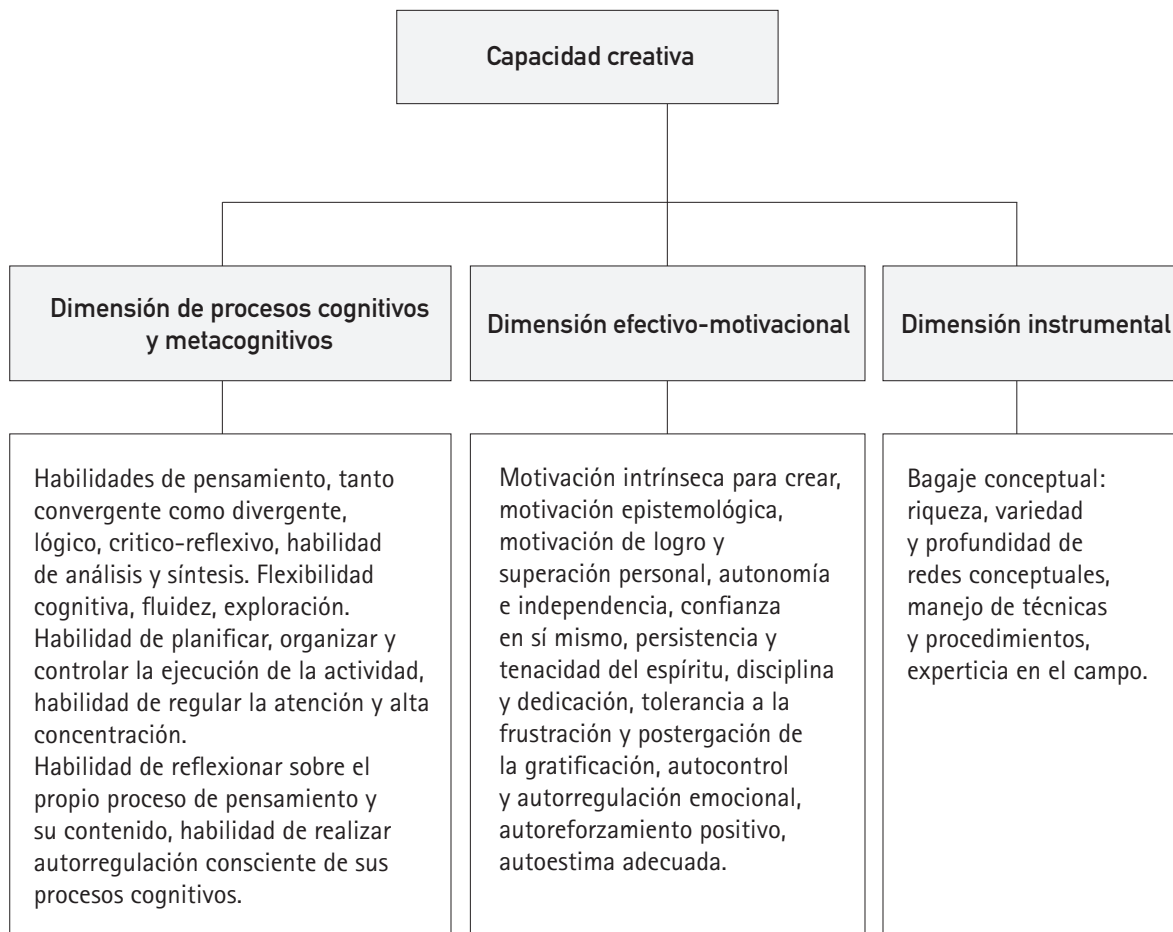 Capacidad creativa
Dimensión de procesos cognitivos
y metacognitivos
Dimensión efectivo-motivacional
Dimensión instrumental
Habilidades de pensamiento, tanto
convergente como divergente,
lógico, critico-reflexivo, habilidad
de análisis y síntesis. Flexibilidad
cognitiva, fluidez, exploración.
Habilidad de planificar, organizar y
controlar la ejecución de la actividad,
habilidad de regular la atención y alta
concentración.
Habilidad de reflexionar sobre el
propio proceso de pensamiento y
su contenido, habilidad de realizar
autorregulación consciente de sus
procesos cognitivos.
Motivación intrínseca para crear,
motivación epistemológica,
motivación de logro y
superación personal, autonomía
e independencia, confianza
en sí mismo, persistencia y
tenacidad del espíritu, disciplina
y dedicación, tolerancia a la
frustración y postergación de
la gratificación, autocontrol
y autorregulación emocional,
autoreforzamiento positivo,
autoestima adecuada.
Bagaje conceptual:
riqueza, variedad
y profundidad de
redes conceptuales,
manejo de técnicas
y procedimientos,
experticia en el campo.